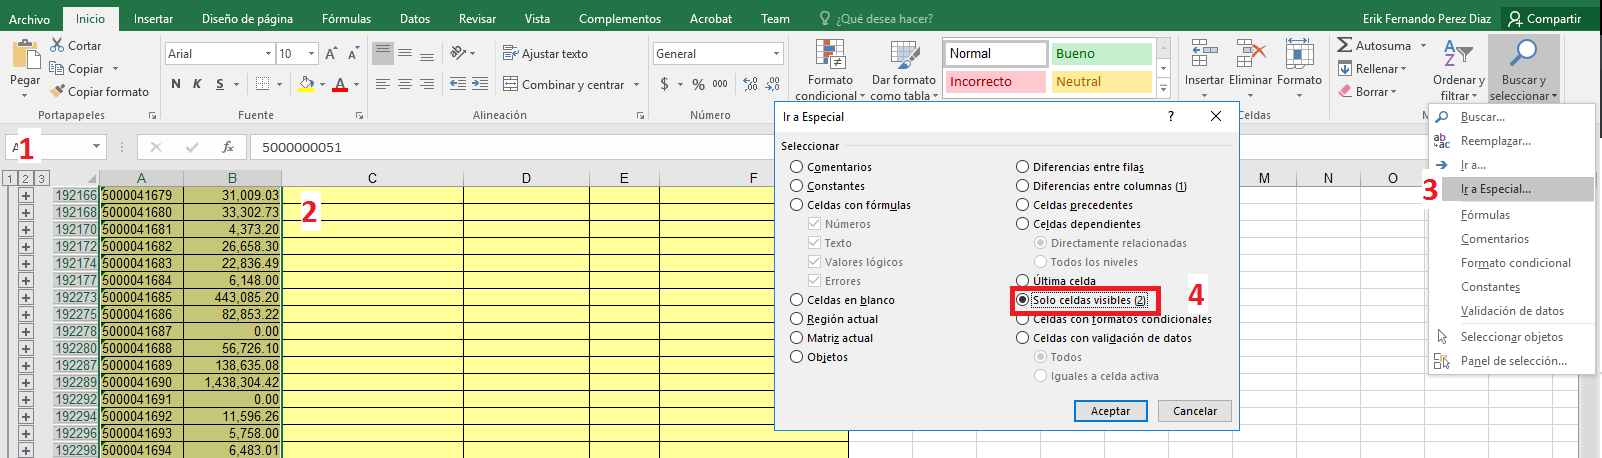 Archivo Inicio Insertar Diseño de página Fórmulas Datos Revisar Vista Complementos Acrobat Team ¿Qué desea hacer? Erik Fernando Perez Diaz Compartir
Pegar
Cortar
Copiar
Copiar formato
Portapapeles
Arial 10 A A
N K S A
Fuente
Ajustar texto
Combinar y centrar
Alineación
General
$ % 000
Número
Formato condicional
Dar formato como tabla
Normal Bueno
Incorrecto Neutral
Insertar Eliminar Formato
Celdas
Autosuma
Rellenar
Borrar
Ordenar y filtrar
Buscar y seleccionar
1
fx 5000000051
1 2 3
A B C D E F M N O
192166 5000041679 31,009.03
192168 5000041680 33,302.73
192170 5000041681 4,373.20
192172 5000041682 26,658.30
192174 5000041683 22,836.49
192177 5000041684 6,148.00
192273 5000041685 443,085.20
192275 5000041686 82,853.22
192278 5000041687 0.00
192280 5000041688 56,726.10
192287 5000041689 138,635.08
192289 5000041690 1,438,304.42
192292 5000041691 0.00
192294 5000041692 11,596.26
192296 5000041693 5,758.00
192298 5000041694 6,483.01
2
Ir a Especial ?
Seleccionar
Comentarios
Constantes
Celdas con fórmulas
Números
Texto
Valores lógicos
Errores
Celdas en blanco
Región actual
Matriz actual
Objetos
Diferencias entre filas
Diferencias entre columnas (1)
Celdas precedentes
Celdas dependientes
Directamente relacionadas
Todos los niveles
Última celda
Solo celdas visibles (2)
Celdas con formatos condicionales
Celdas con validación de datos
Todos
Iguales a celda activa
4
Aceptar Cancelar
Buscar...
Reemplazar...
Ir a...
3
Ir a Especial...
Fórmulas
Comentarios
Formato condicional
Constantes
Validación de datos
Seleccionar objetos
Panel de selección...